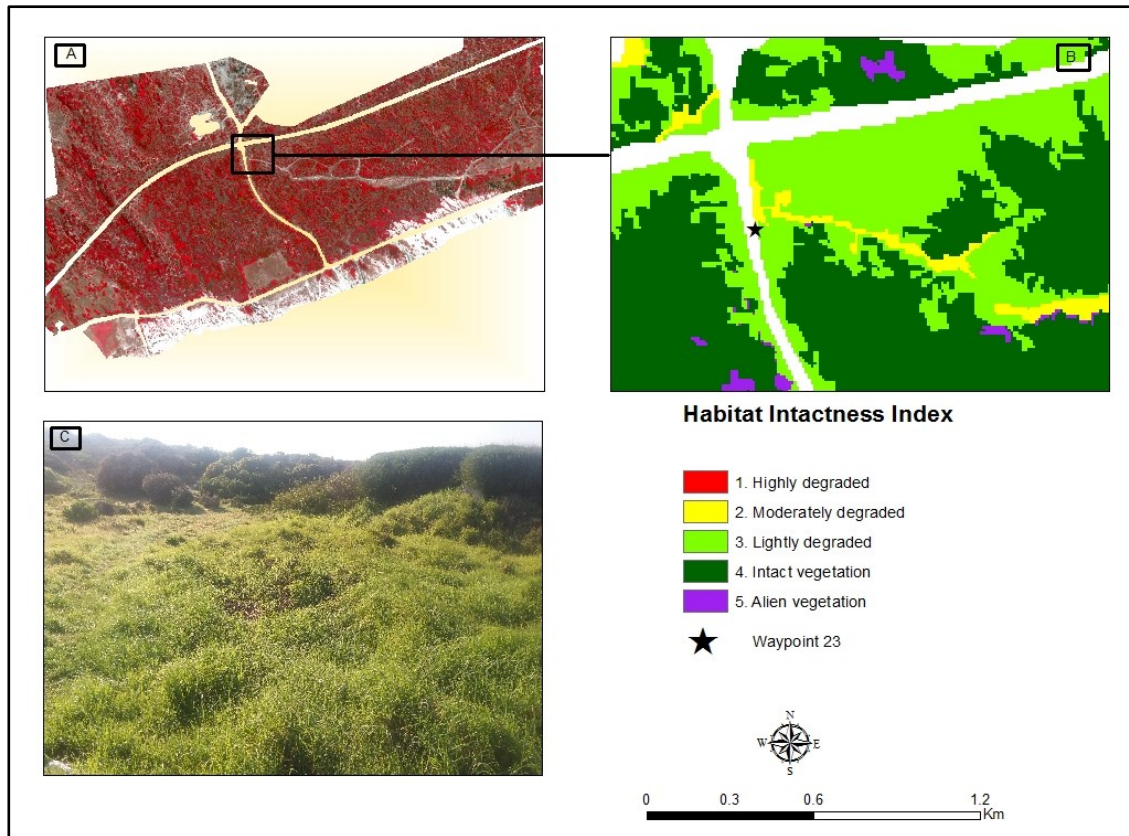 A
B
C
Habitat Intactness Index
1. Highly degraded
2. Moderately degraded
3. Lightly degraded
4. Intact vegetation
5. Alien vegetation
Waypoint 23
N
W E
S
0 0.3 0.6 1.2
Km